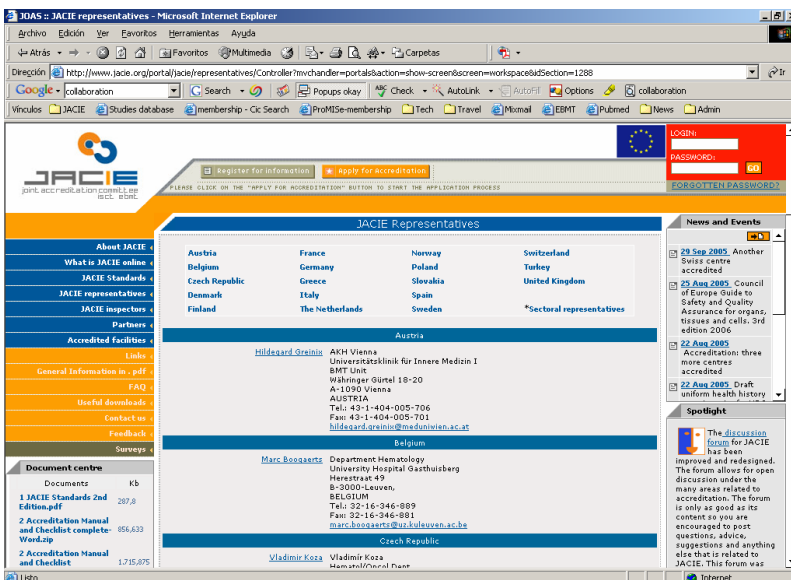 JOAS :: JACIE representatives - Microsoft Internet Explorer
Archivo Edición Ver Favoritos Herramientas Ayuda
Atrás Favoritos Multimedia Carpetas
Dirección http://www.jacie.org/portal/jacie/representatives/Controller?mvchandler=portals&action=show-screen&screen=workspace&idSection=1288 Ir
Google collaboration Search Popups okay Check AutoLink AutoFill Options collaboration
Vínculos JACIE Studies database membership - Cic Search ProMISe-membership Tech Travel Mixmail EBMT Pubmed News Admin
JACIE
joint accreditation committee
isct ebmt
Register for information Apply for Accreditation
PLEASE CLICK ON THE "APPLY FOR ACCREDITATION" BUTTON TO START THE APPLICATION PROCESS
LOGIN:
PASSWORD:
GO
FORGOTTEN PASSWORD?
About JACIE
What is JACIE online
JACIE Standards
JACIE representatives
JACIE inspectors
Partners
Accredited facilities
Links
General Information in . pdf
FAQ
Useful downloads
Contact us
Feedback
Surveys
Document centre
Documents Kb
1 JACIE Standards 2nd
Edition.pdf 287,8
2 Accreditation Manual
and Checklist complete-
Word.zip 856,633
2 Accreditation Manual
and Checklist 1.715,875
JACIE Representatives
Austria France Norway Switzerland
Belgium Germany Poland Turkey
Czech Republic Greece Slovakia United Kingdom
Denmark Italy Spain
Finland The Netherlands Sweden *Sectoral representatives
Austria
Hildegard Greinix AKH Vienna
Universitätsklinik für Innere Medizin I
BMT Unit
Währinger Gürtel 18-20
A-1090 Vienna
AUSTRIA
Tel.: 43-1-404-005-706
Fax: 43-1-404-005-701
hildegard.greinix@medunivien.ac.at
Belgium
Marc Boogaerts Department Hematology
University Hospital Gasthuisberg
Herestraat 49
B-3000-Leuven,
BELGIUM
Tel.: 32-16-346-889
Fax: 32-16-346-881
marc.boogaerts@uz.kuleuven.ac.be
Czech Republic
Vladimir Koza Vladimír Koza
Hematol/Oncol Dept
News and Events
29 Sep 2005 Another
Swiss centre
accredited
25 Aug 2005 Council
of Europe Guide to
Safety and Quality
Assurance for organs,
tissues and cells. 3rd
edition 2006
22 Aug 2005
Accreditation: three
more centres
accredited
22 Aug 2005 Draft
uniform health history
Spotlight
The discussion
forum for JACIE
has been
improved and redesigned.
The forum allows for open
discussion under the
many areas related to
accreditation. The forum
is only as good as its
content so you are
encouraged to post
questions, advice,
suggestions and anything
else that is related to
JACIE. This forum was
Listo Internet